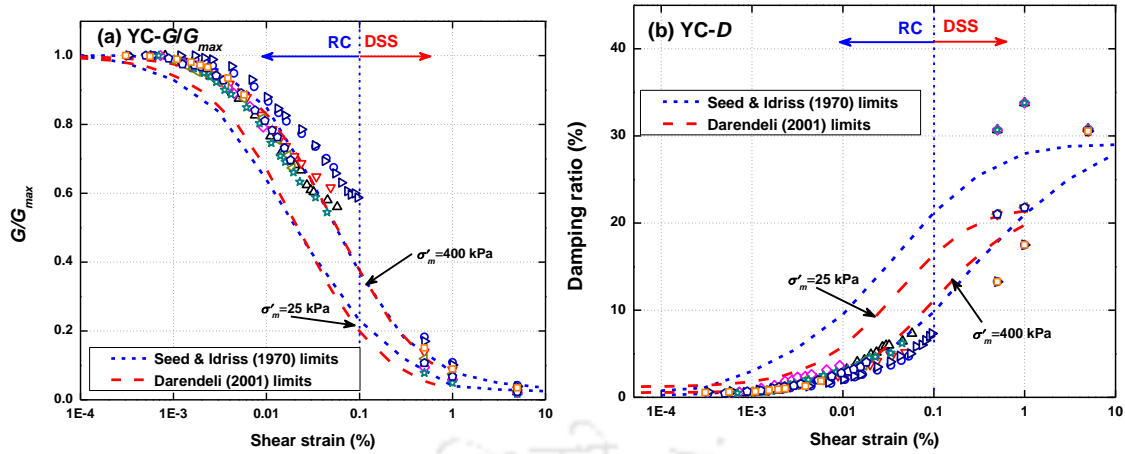 (a) YC-G/Gmax
RC DSS
1.0
0.8
0.6
0.4
0.2
0.0
G/Gmax
σ'm=400 kPa
σ'm=25 kPa
Seed & Idriss (1970) limits
Darendeli (2001) limits
1E-4 1E-3 0.01 0.1 1 10
Shear strain (%)
(b) YC-D
RC DSS
40
30
20
10
0
Damping ratio (%)
Seed & Idriss (1970) limits
Darendeli (2001) limits
σ'm=25 kPa
σ'm=400 kPa
1E-4 1E-3 0.01 0.1 1 10
Shear strain (%)